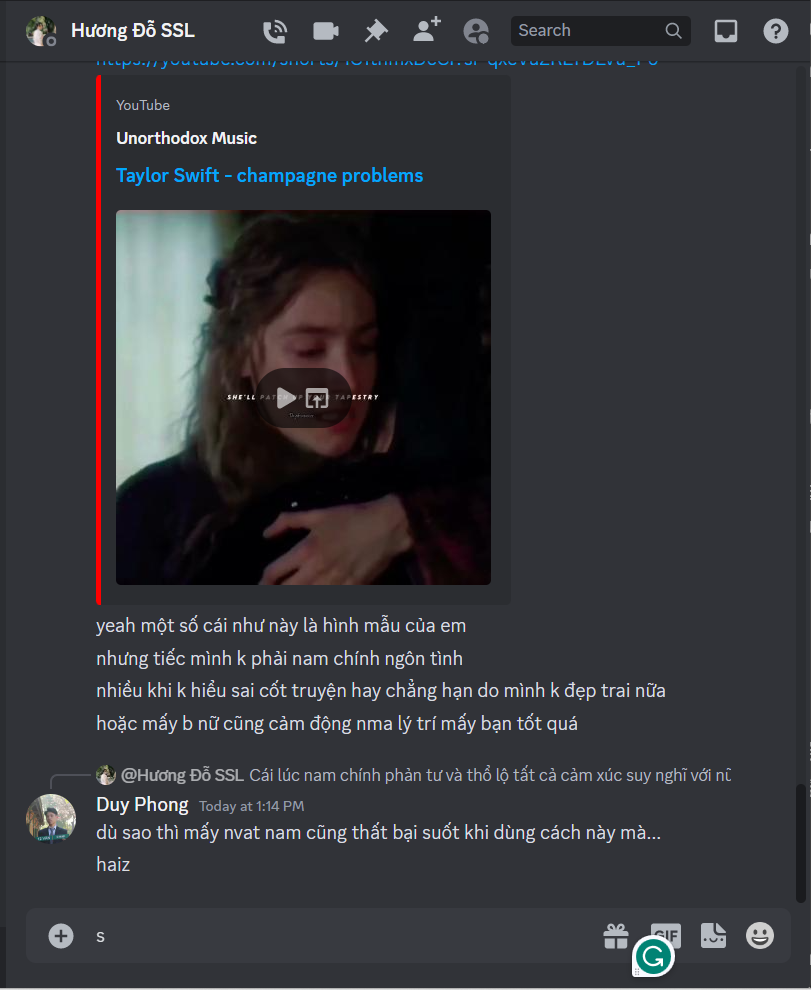 Hương Đỗ SSL
Search
YouTube
Unorthodox Music
Taylor Swift - champagne problems
SHE'LL PATCH UP YOUR TAPESTRY
yeah một số cái như này là hình mẫu của em
nhưng tiếc mình k phải nam chính ngôn tình
nhiều khi k hiểu sai cốt truyện hay chẳng hạn do mình k đẹp trai nữa
hoặc mấy b nữ cũng cảm động nma lý trí mấy bạn tốt quá
@Hương Đỗ SSL Cái lúc nam chính phản tư và thổ lộ tất cả cảm xúc suy nghĩ với
Duy Phong Today at 1:14 PM
dù sao thì mấy nvat nam cũng thất bại suốt khi dùng cách này mà...
haiz
s
GIF